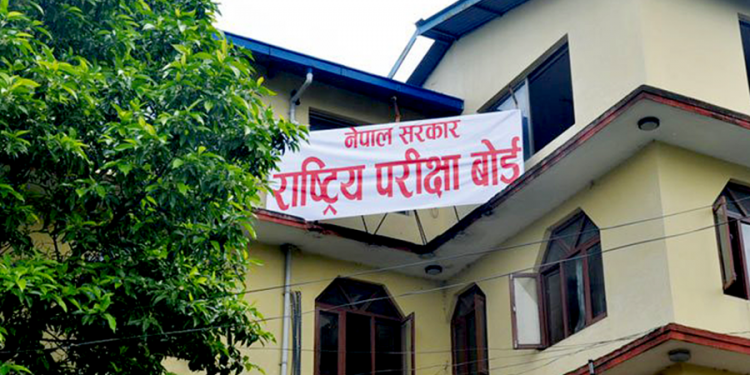 नेपाल सरकार
राष्ट्रिय परीक्षा बोर्ड